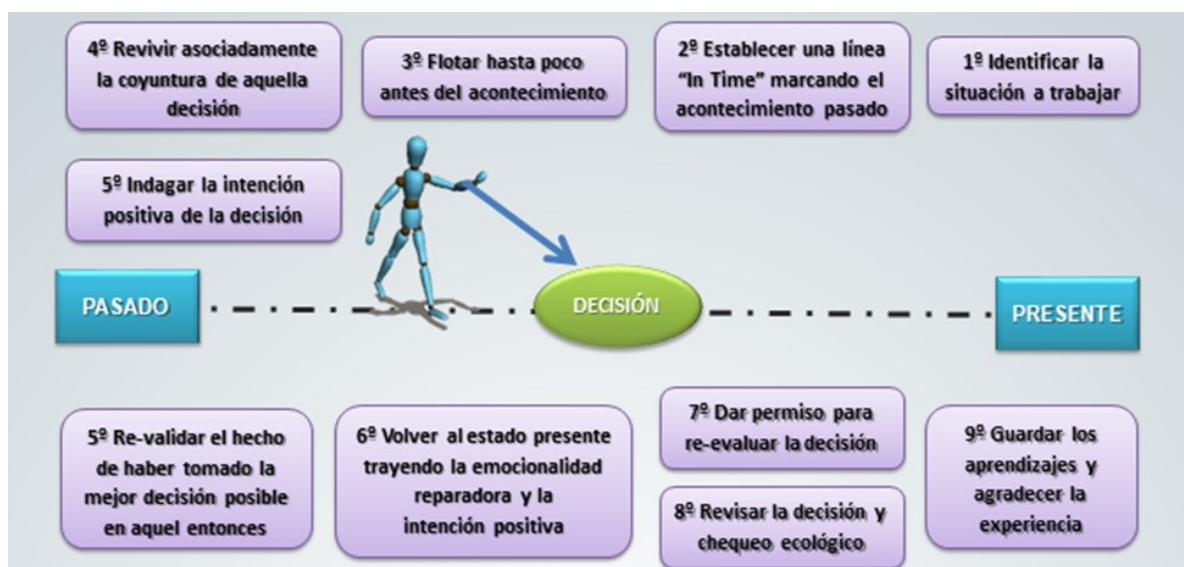 4º Revivir asociadamente
la coyuntura de aquella
decisión
3º Flotar hasta poco
antes del acontecimiento
2º Establecer una línea
“In Time” marcando el
acontecimiento pasado
1º Identificar la
situación a trabajar
5º Indagar la intención
positiva de la decisión
PASADO
DECISIÓN
PRESENTE
5º Re-validar el hecho
de haber tomado la
mejor decisión posible
en aquel entonces
6º Volver al estado presente
trayendo la emocionalidad
reparadora y la
intención positiva
7º Dar permiso para
re-evaluar la decisión
8º Revisar la decisión y
chequeo ecológico
9º Guardar los
aprendizajes y
agradecer la
experiencia